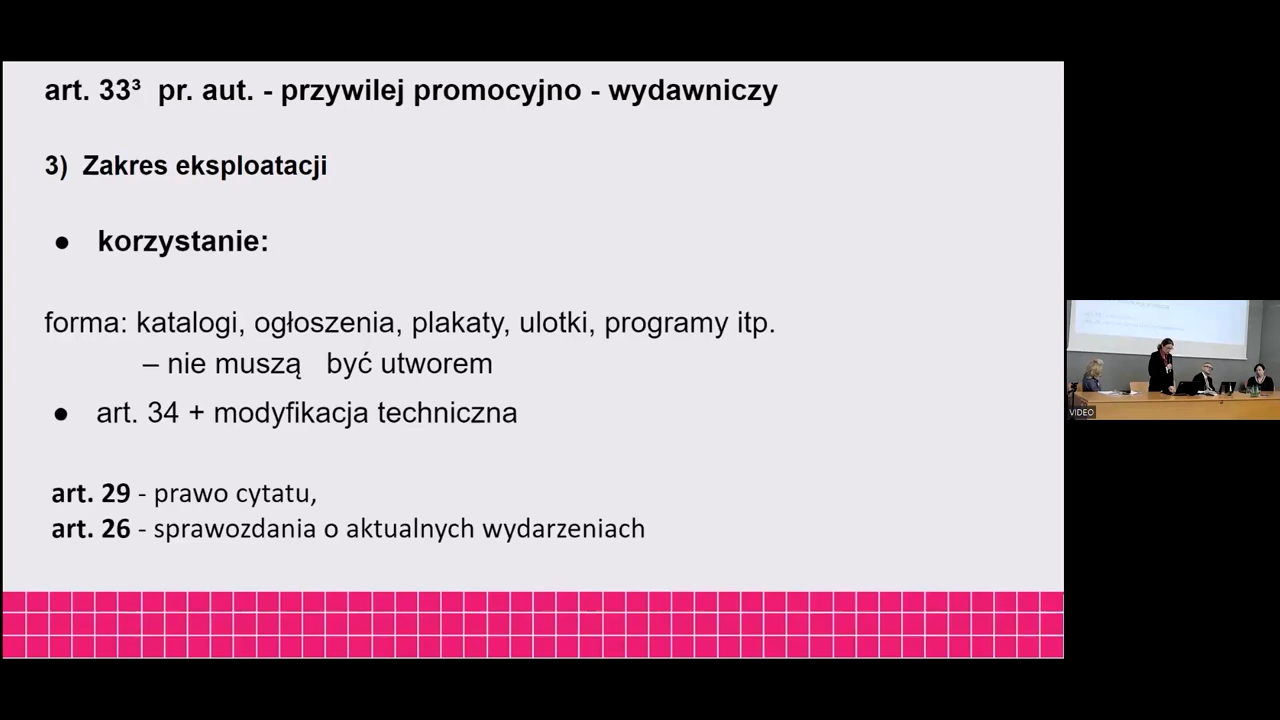 art. 33³ pr. aut. - przywilej promocyjno - wydawniczy
3) Zakres eksploatacji
● korzystanie:
forma: katalogi, ogłoszenia, plakaty, ulotki, programy itp.
– nie muszą być utworem
● art. 34 + modyfikacja techniczna
art. 29 - prawo cytatu,
art. 26 - sprawozdania o aktualnych wydarzeniach
VIDEO